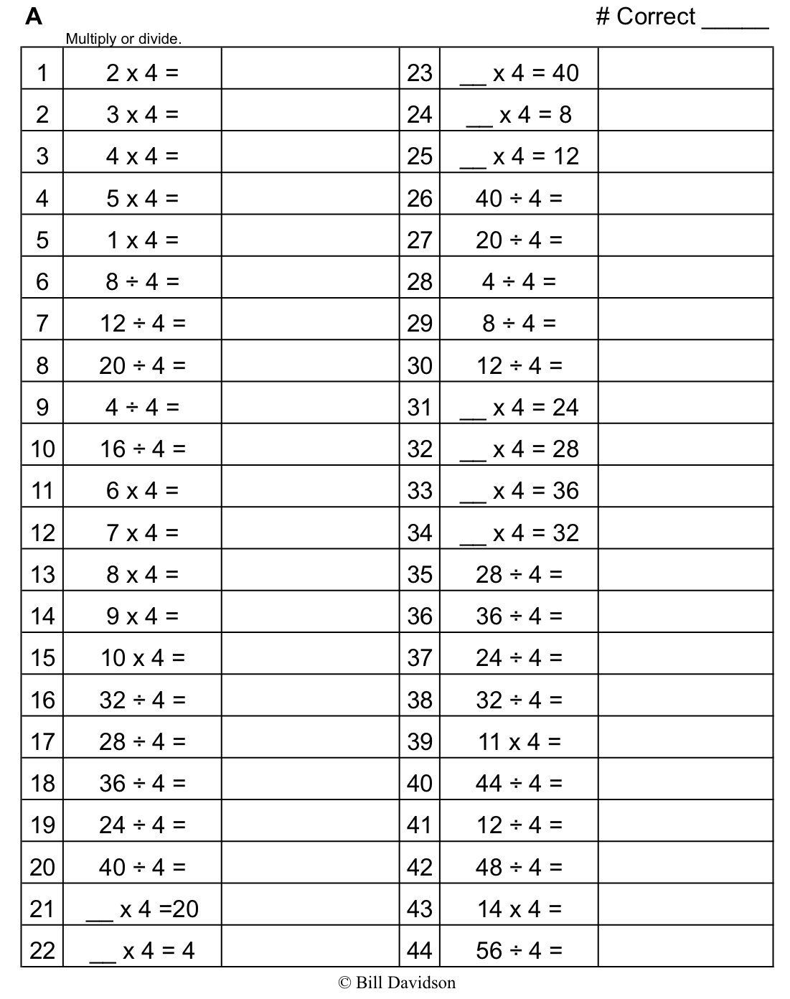 A # Correct _____
Multiply or divide.
1 2 x 4 = 23 __ x 4 = 40
2 3 x 4 = 24 __ x 4 = 8
3 4 x 4 = 25 __ x 4 = 12
4 5 x 4 = 26 40 ÷ 4 =
5 1 x 4 = 27 20 ÷ 4 =
6 8 ÷ 4 = 28 4 ÷ 4 =
7 12 ÷ 4 = 29 8 ÷ 4 =
8 20 ÷ 4 = 30 12 ÷ 4 =
9 4 ÷ 4 = 31 __ x 4 = 24
10 16 ÷ 4 = 32 __ x 4 = 28
11 6 x 4 = 33 __ x 4 = 36
12 7 x 4 = 34 __ x 4 = 32
13 8 x 4 = 35 28 ÷ 4 =
14 9 x 4 = 36 36 ÷ 4 =
15 10 x 4 = 37 24 ÷ 4 =
16 32 ÷ 4 = 38 32 ÷ 4 =
17 28 ÷ 4 = 39 11 x 4 =
18 36 ÷ 4 = 40 44 ÷ 4 =
19 24 ÷ 4 = 41 12 ÷ 4 =
20 40 ÷ 4 = 42 48 ÷ 4 =
21 __ x 4 =20 43 14 x 4 =
22 __ x 4 = 4 44 56 ÷ 4 =
© Bill Davidson